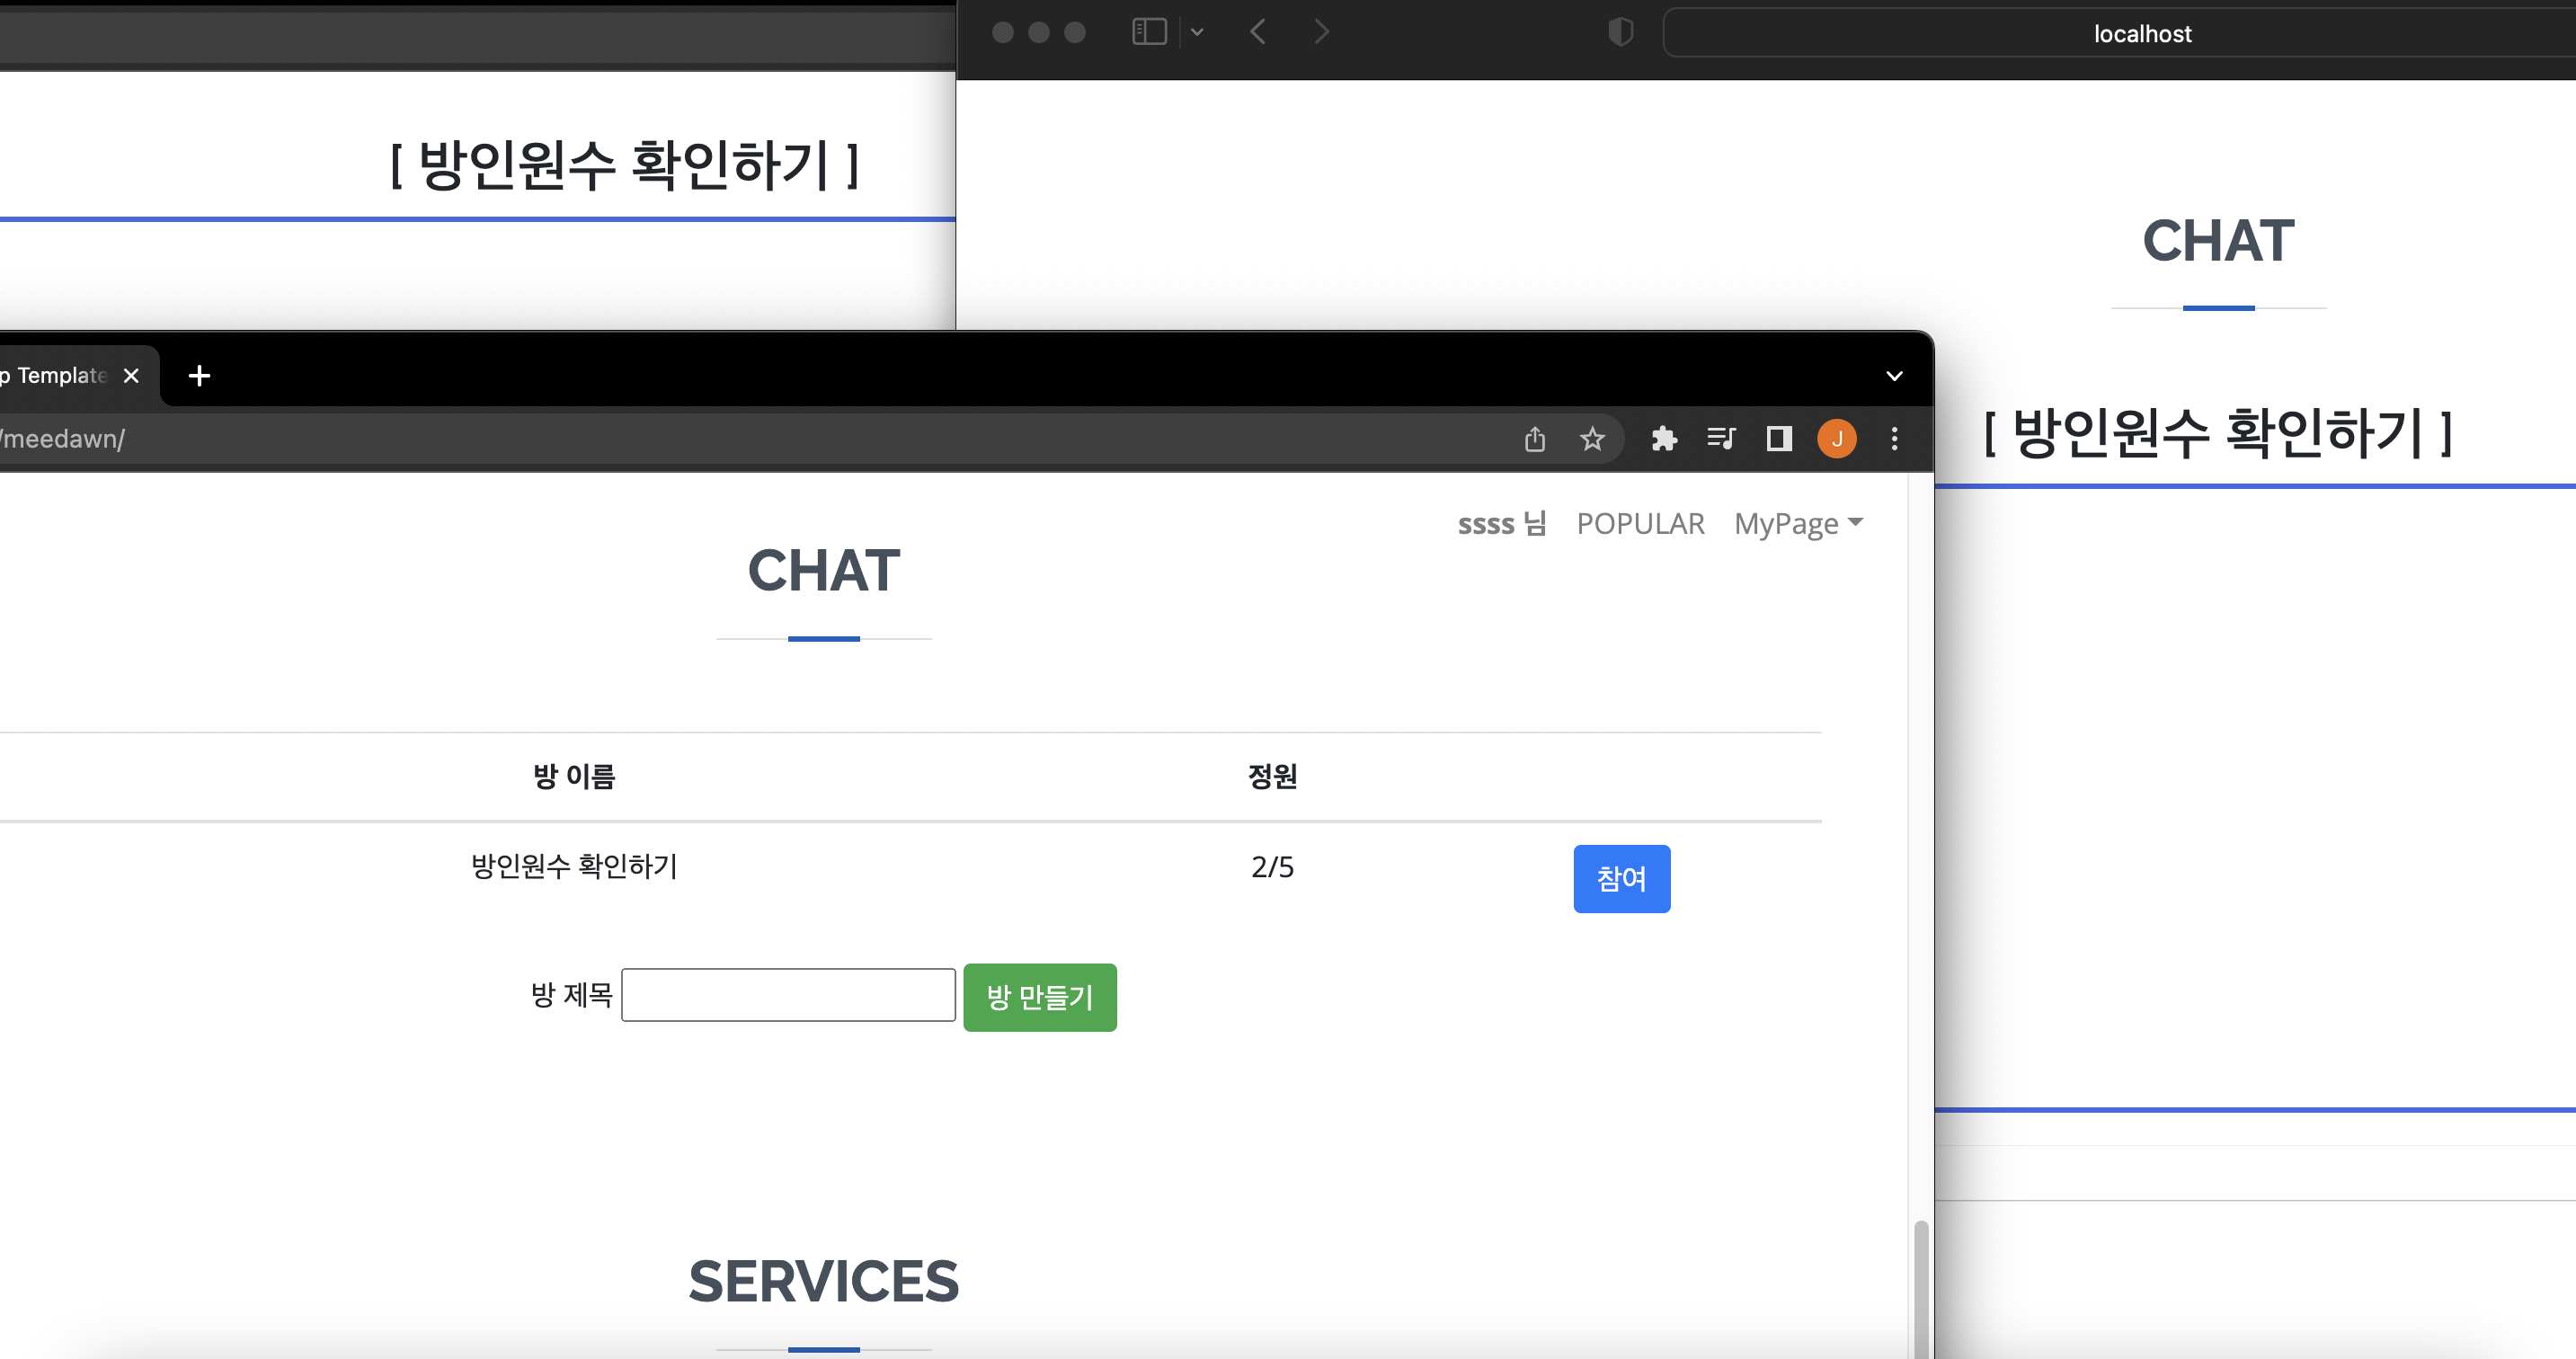 localhost
[ 방인원수 확인하기 ]
CHAT
[ 방인원수 확인하기 ]
p Template
/meedawn/
J
ssss 님 POPULAR MyPage
CHAT
방 이름 정원
방인원수 확인하기 2/5 참여
방 제목 방 만들기
SERVICES